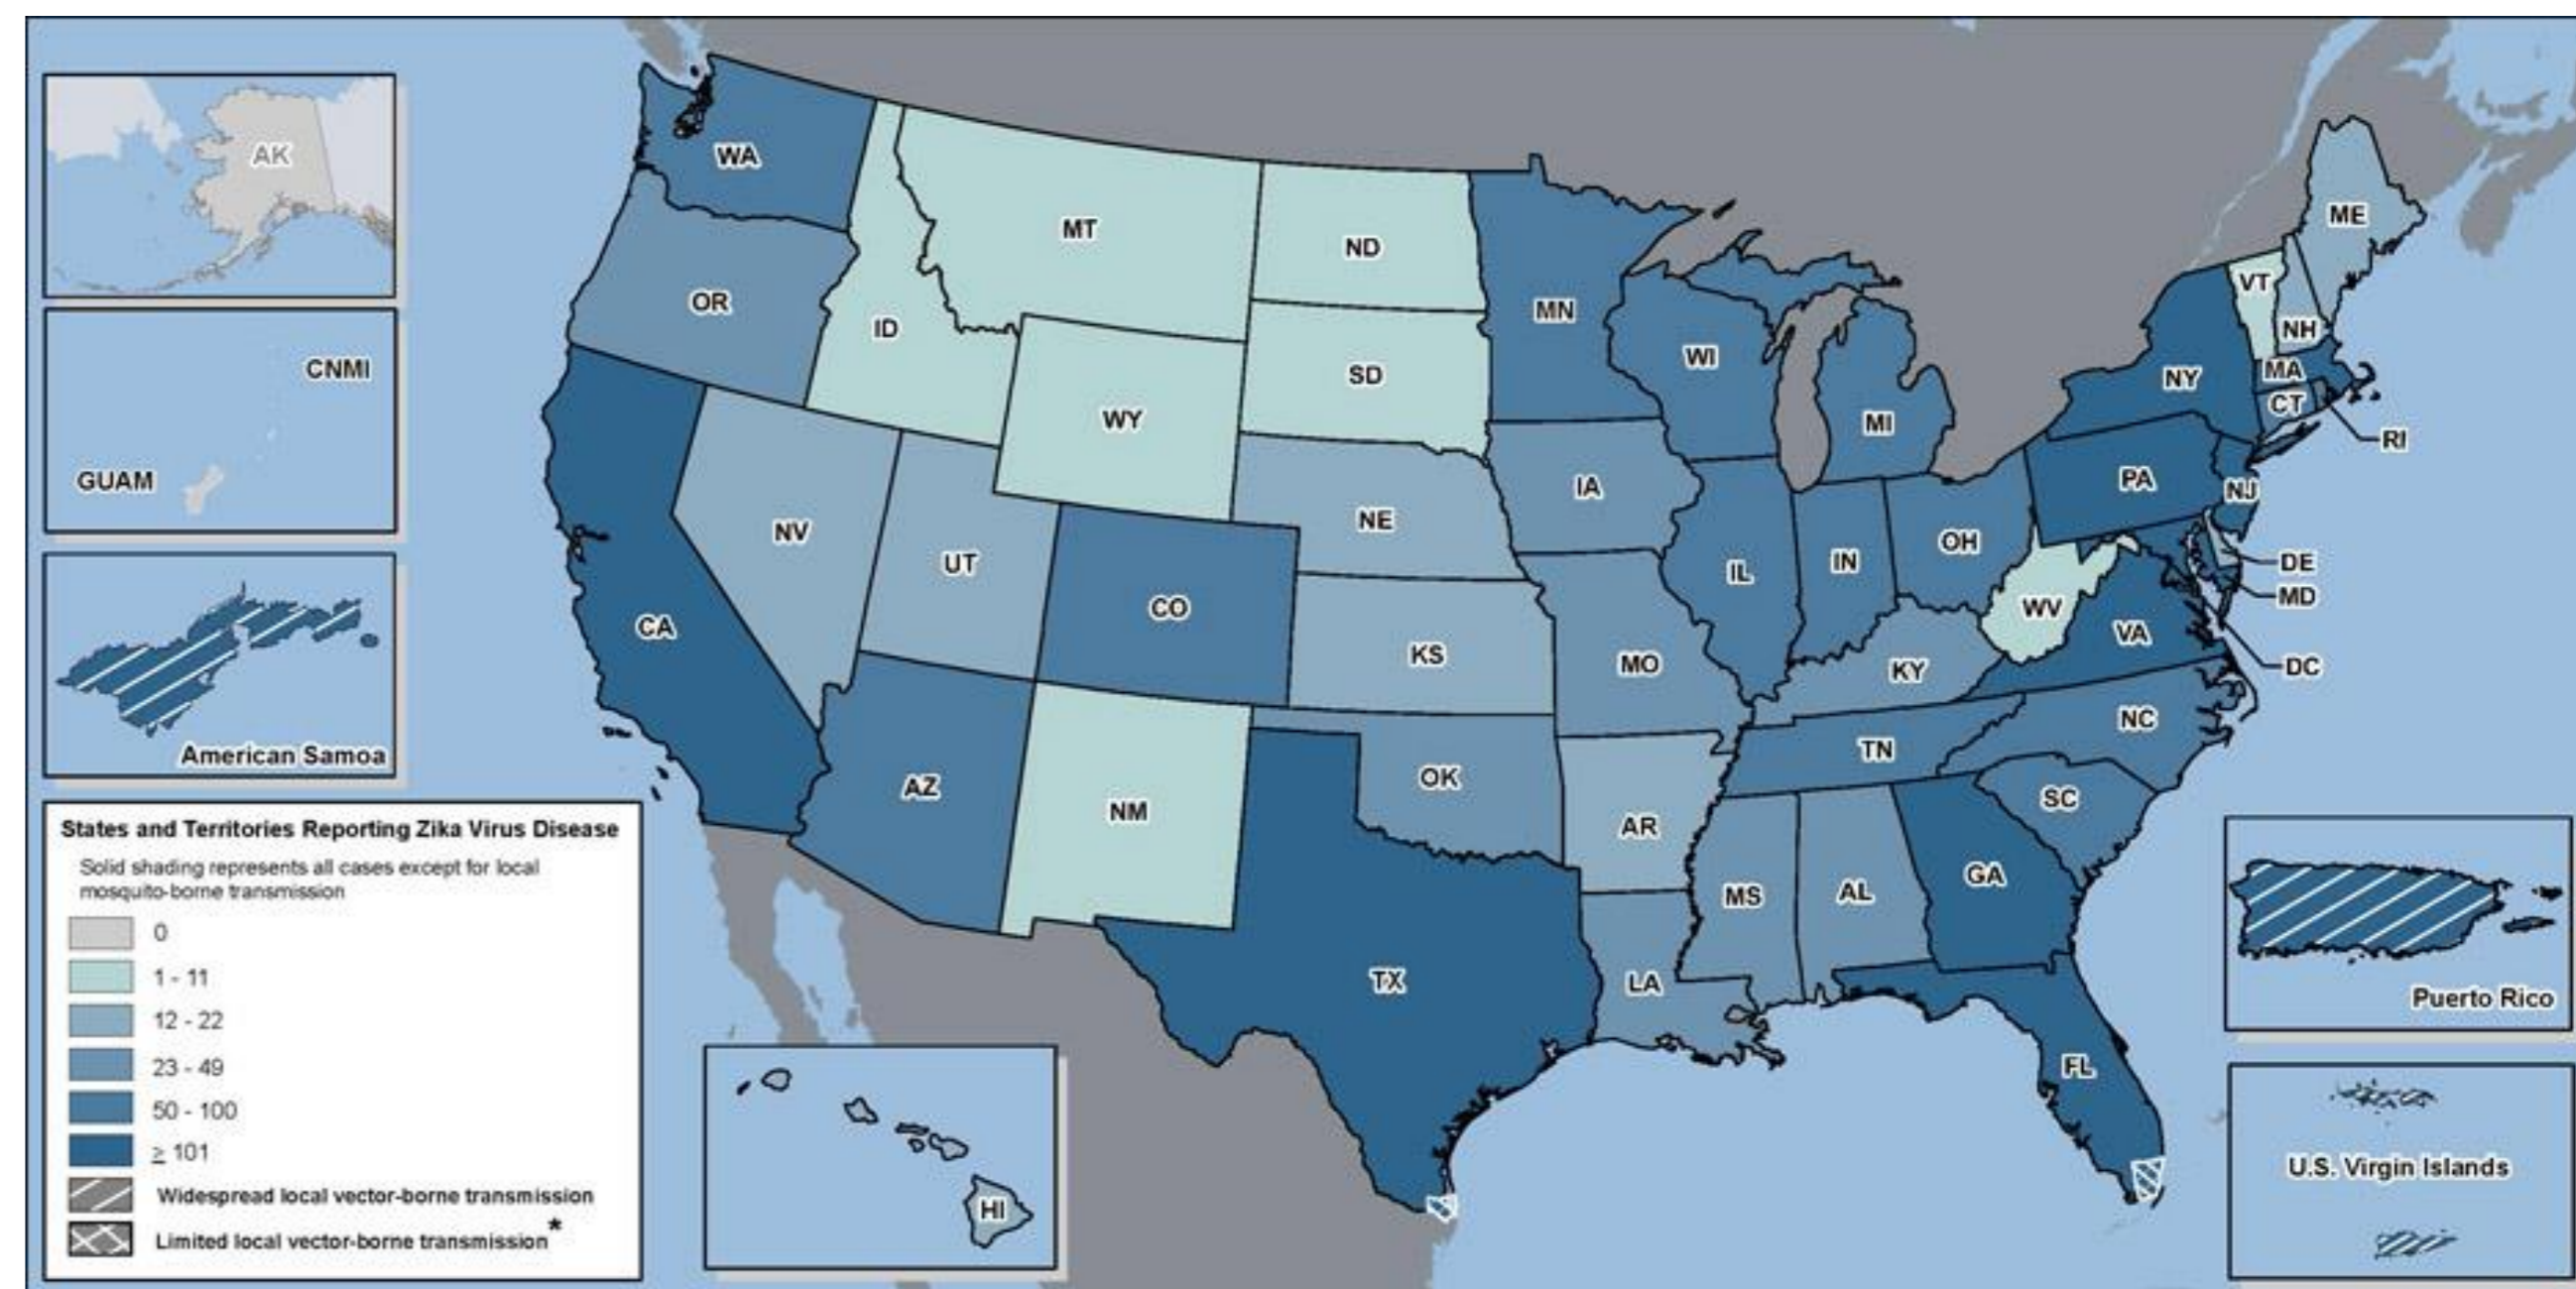 AK
CNMI
GUAM
American Samoa
States and Territories Reporting Zika Virus Disease
Solid shading represents all cases except for local
mosquito-borne transmission
0
1 - 11
12 - 22
23 - 49
50 - 100
≥ 101
Widespread local vector-borne transmission
Limited local vector-borne transmission*
WA
OR
CA
ID
NV
MT
WY
UT
AZ
CO
NM
ND
SD
NE
KS
OK
TX
MN
IA
MO
AR
LA
WI
IL
MS
MI
IN
KY
TN
AL
OH
WV
VA
NC
SC
GA
FL
PA
NY
NJ
VT
NH
ME
MA
CT
RI
DE
MD
DC
HI
Puerto Rico
U.S. Virgin Islands